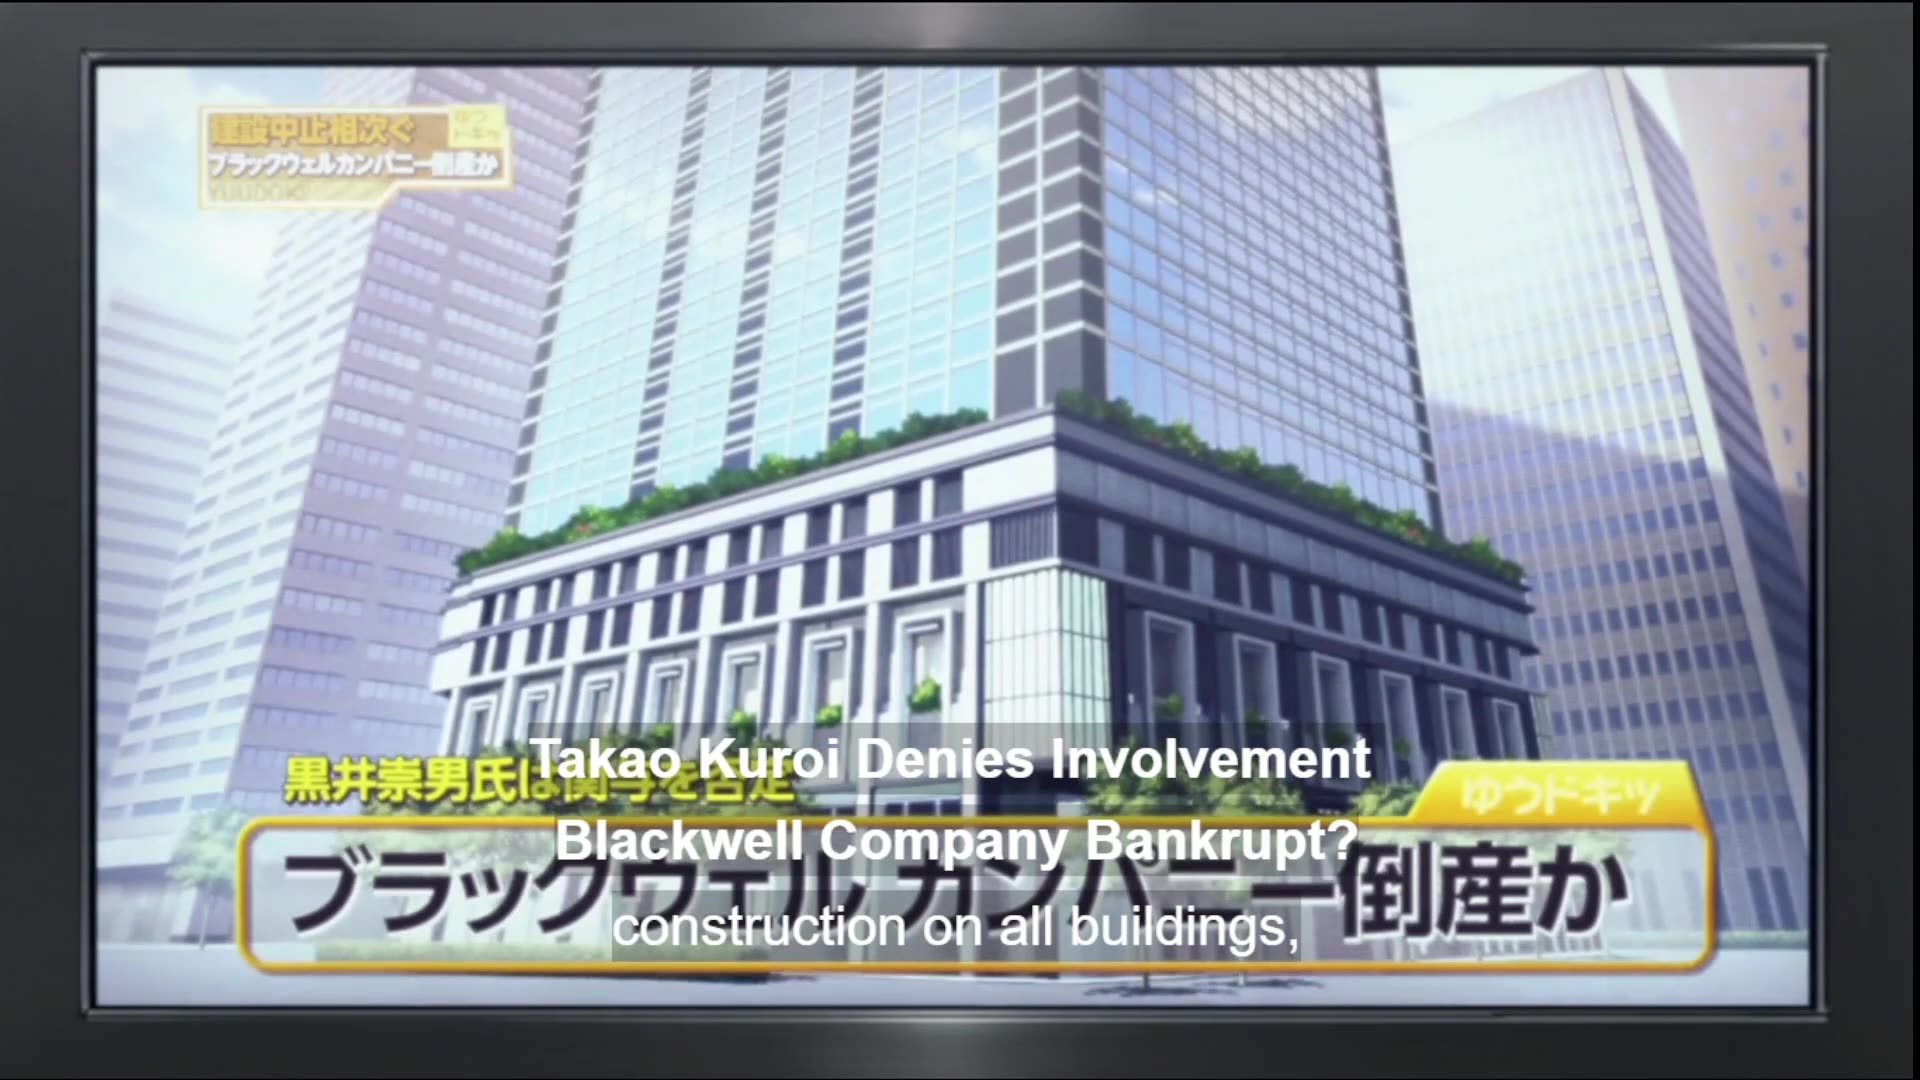 建設中止相次ぐ
ゆうドキッ
ブラックウェルカンパニー倒産か
YUUDOKI
黒井崇男氏は関与を否定
Takao Kuroi Denies Involvement
ゆうドキッ
Blackwell Company Bankrupt?
ブラックウェルカンパニー倒産か
construction on all buildings,